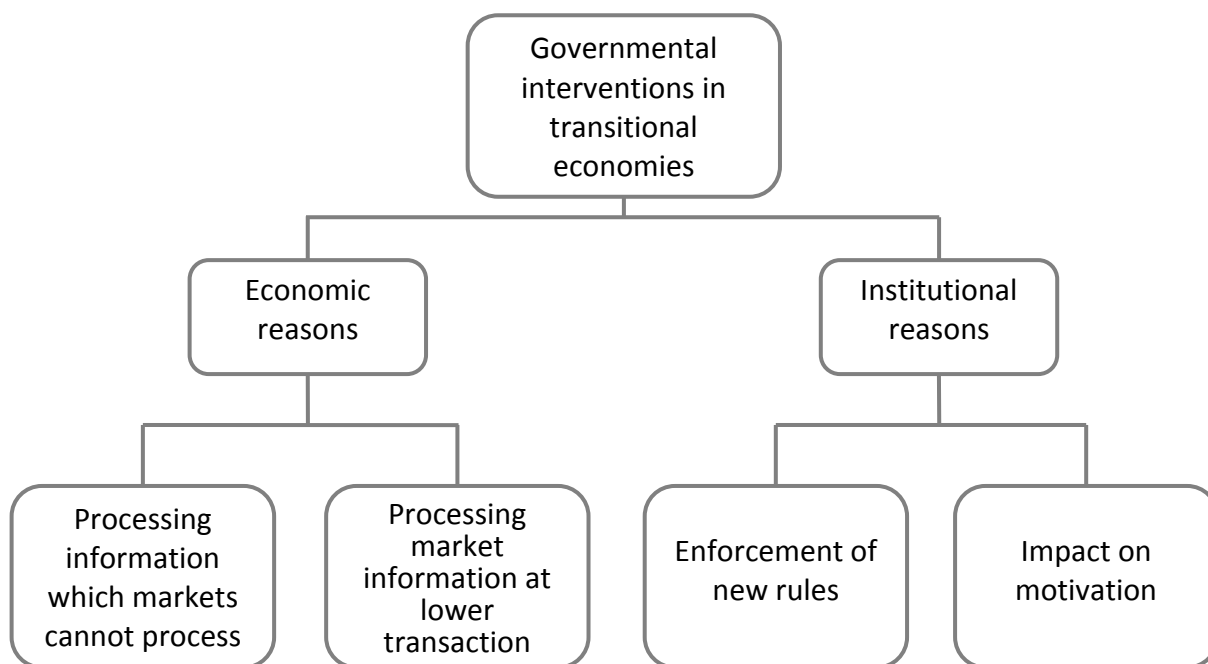 Governmental
interventions in
transitional
economies
Economic
reasons
Institutional
reasons
Processing
information
which markets
cannot process
Processing
market
information at
lower
transaction
Enforcement of
new rules
Impact on
motivation